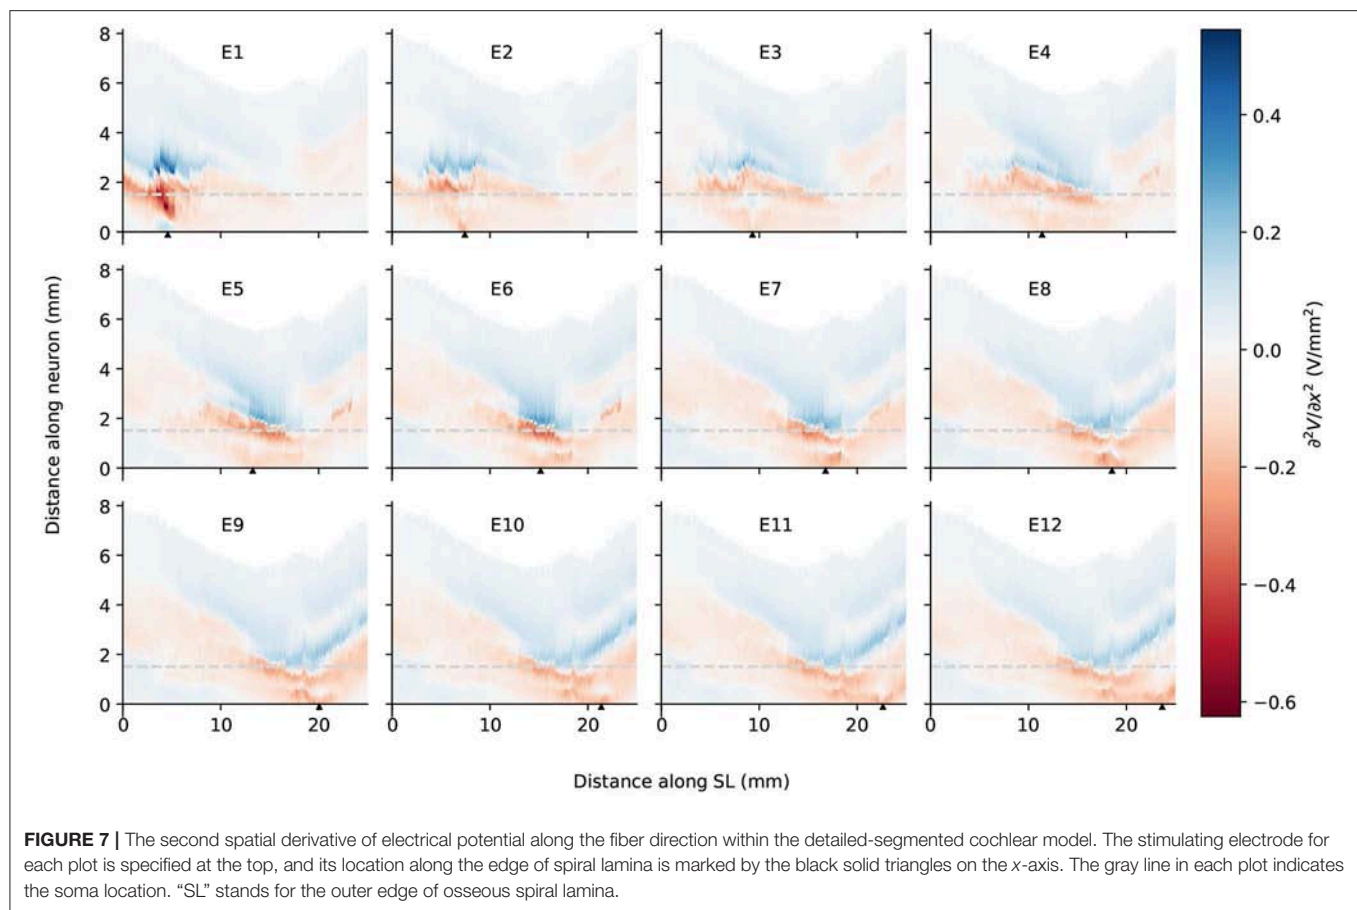 8
6
4
2
0
E1
E2
E3
E4
8
6
4
2
0
E5
E6
E7
E8
8
6
4
2
0
E9
E10
E11
E12
0 10 20 0 10 20 0 10 20 0 10 20
Distance along neuron (mm)
Distance along SL (mm)
0.4
0.2
0.0
−0.2
−0.4
−0.6
∂²V/∂x² (V/mm²)
FIGURE 7 | The second spatial derivative of electrical potential along the fiber direction within the detailed-segmented cochlear model. The stimulating electrode for
each plot is specified at the top, and its location along the edge of spiral lamina is marked by the black solid triangles on the x-axis. The gray line in each plot indicates
the soma location. “SL” stands for the outer edge of osseous spiral lamina.